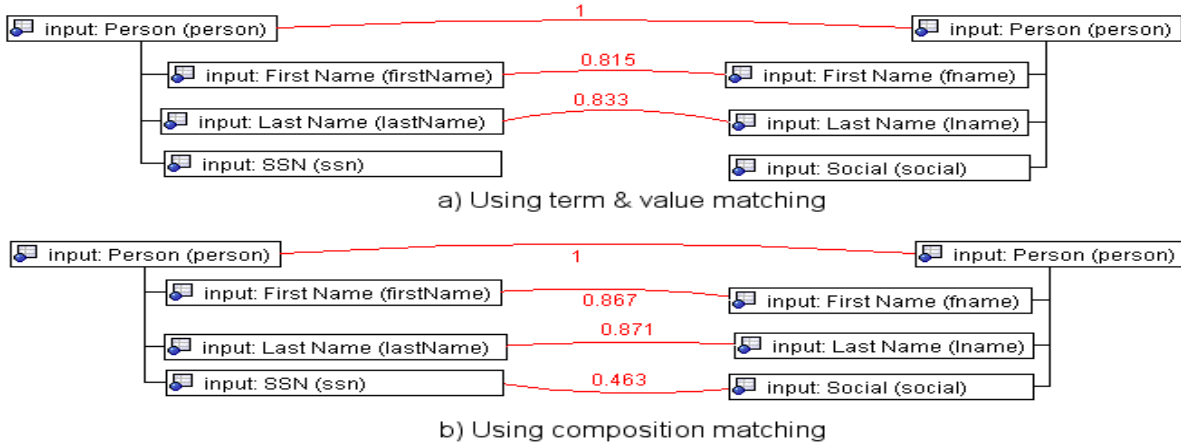 1
input: Person (person) input: Person (person)
0.815
input: First Name (firstName) input: First Name (fname)
0.833
input: Last Name (lastName) input: Last Name (lname)
input: SSN (ssn) input: Social (social)
a) Using term & value matching
input: Person (person) input: Person (person)
1
input: First Name (firstName) input: First Name (fname)
0.867
0.871
input: Last Name (lastName) input: Last Name (lname)
input: SSN (ssn) 0.463 input: Social (social)
b) Using composition matching